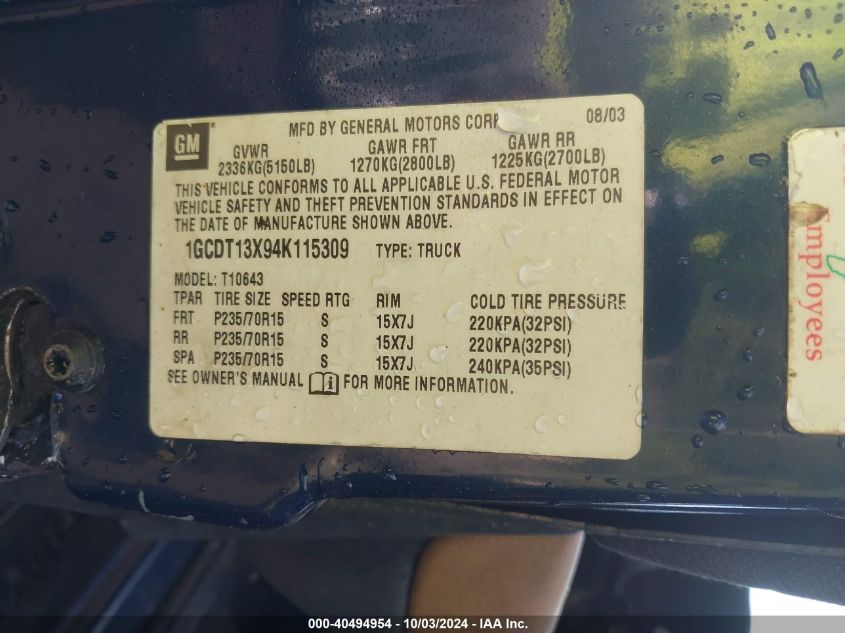 GM
MFD BY GENERAL MOTORS CORP
08/03
GVWR GAWR FRT GAWR RR
2336KG(5150LB) 1270KG(2800LB) 1225KG(2700LB)
THIS VEHICLE CONFORMS TO ALL APPLICABLE U.S. FEDERAL MOTOR
VEHICLE SAFETY AND THEFT PREVENTION STANDARDS IN EFFECT ON
THE DATE OF MANUFACTURE SHOWN ABOVE.
1GCDT13X94K115309 TYPE: TRUCK
MODEL: T10643
TPAR TIRE SIZE SPEED RTG RIM COLD TIRE PRESSURE
FRT P235/70R15 S 15X7J 220KPA(32PSI)
RR P235/70R15 S 15X7J 220KPA(32PSI)
SPA P235/70R15 S 15X7J 240KPA(35PSI)
SEE OWNER'S MANUAL FOR MORE INFORMATION.
Employees
000-40494954 - 10/03/2024 - IAA Inc.